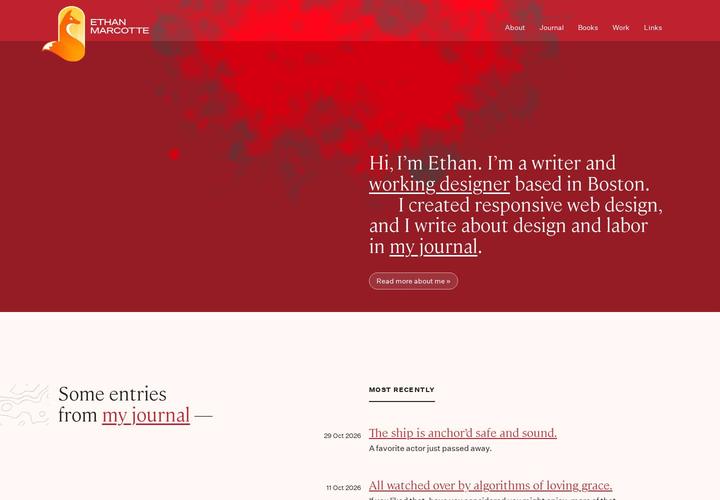 ETHAN
MARCOTTE
About Journal Books Work Links
Hi, I'm Ethan. I'm a writer and
working designer based in Boston.
I created responsive web design,
and I write about design and labor
in my journal.
Read more about me »
Some entries
from my journal —
MOST RECENTLY
29 Oct 2026
The ship is anchor'd safe and sound.
A favorite actor just passed away.
11 Oct 2026
All watched over by algorithms of loving grace.